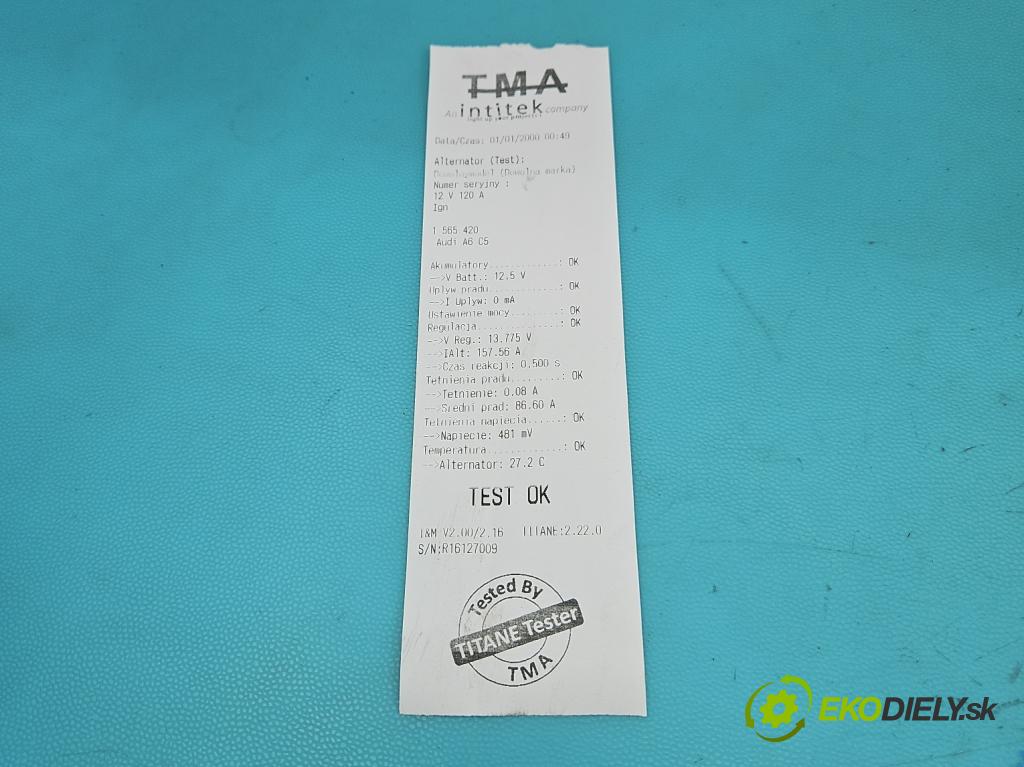 TMA
An intitek company
light up your projects!
Data/Czas: 01/01/2000 00:49
Alternator (Test):
Dowolnymodel (Dowolna marka)
Numer seryjny :
12 V 120 A
Ign
1 565 420
Audi A6 C5
Akumulatory.............: OK
-->V Batt.: 12,5 V
Uplyw pradu.............: OK
-->I Uplyw: 0 mA
Ustawienie mocy.........: OK
Regulacja...............: OK
-->V Reg.: 13.775 V
-->IAlt: 157.56 A
-->Czas reakcji: 0,500 s
Tetnienia pradu.........: OK
-->Tetnienie: 0.08 A
-->Sredni prad: 86.60 A
Tetnienia napiecia......: OK
-->Napiecie: 481 mV
Temperatura.............: OK
-->Alternator: 27.2 C
TEST OK
I&M V2.00/2.16 TITANE:2.22.0
S/N:R16127009
Tested By
TITANE Tester
TMA
EKODIELY.sk